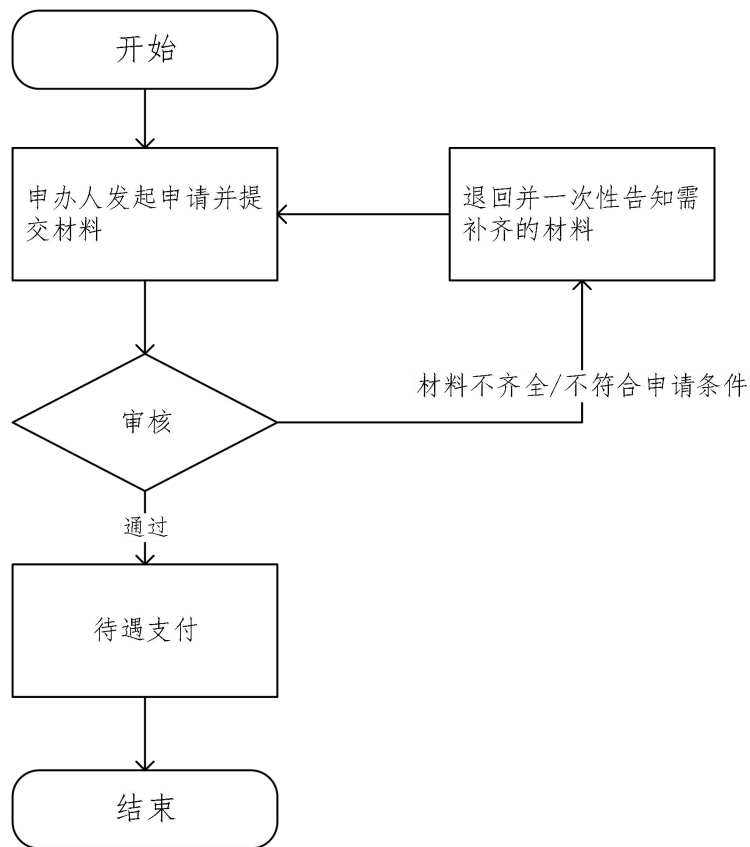 开始
申办人发起申请并提
交材料
退回并一次性告知需
补齐的材料
材料不齐全/不符合申请条件
审核
通过
待遇支付
结束